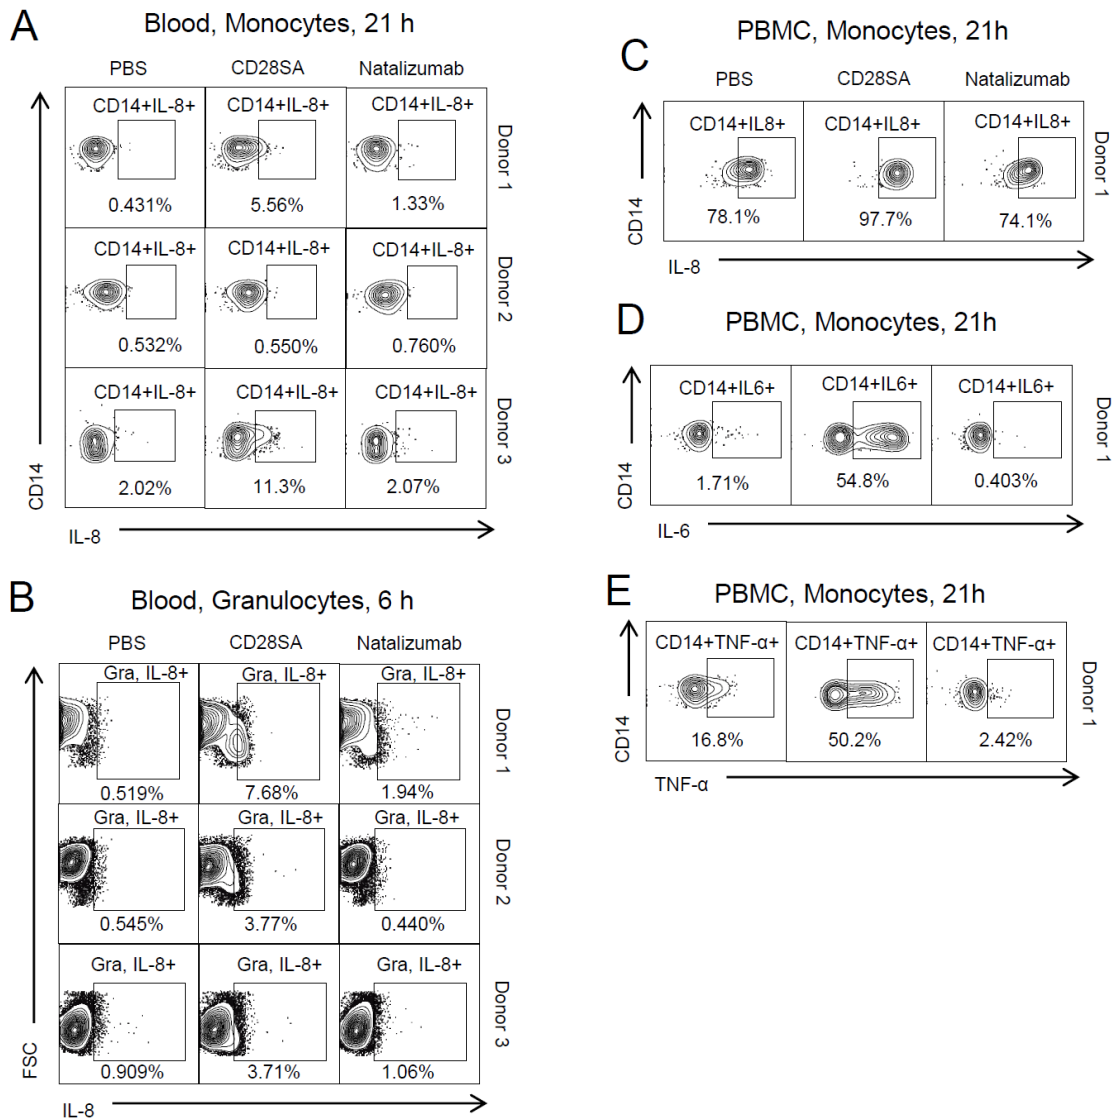 A
Blood, Monocytes, 21 h
PBS CD28SA Natalizumab
CD14+IL-8+ CD14+IL-8+ CD14+IL-8+
0.431% 5.56% 1.33%
Donor 1
CD14+IL-8+ CD14+IL-8+ CD14+IL-8+
0.532% 0.550% 0.760%
Donor 2
CD14+IL-8+ CD14+IL-8+ CD14+IL-8+
2.02% 11.3% 2.07%
Donor 3
CD14
IL-8
B
Blood, Granulocytes, 6 h
PBS CD28SA Natalizumab
Gra, IL-8+ Gra, IL-8+ Gra, IL-8+
0.519% 7.68% 1.94%
Donor 1
Gra, IL-8+ Gra, IL-8+ Gra, IL-8+
0.545% 3.77% 0.440%
Donor 2
Gra, IL-8+ Gra, IL-8+ Gra, IL-8+
0.909% 3.71% 1.06%
Donor 3
FSC
IL-8
C
PBMC, Monocytes, 21h
PBS CD28SA Natalizumab
CD14+IL8+ CD14+IL8+ CD14+IL8+
78.1% 97.7% 74.1%
Donor 1
CD14
IL-8
D
PBMC, Monocytes, 21h
CD14+IL6+ CD14+IL6+ CD14+IL6+
1.71% 54.8% 0.403%
Donor 1
CD14
IL-6
E
PBMC, Monocytes, 21h
CD14+TNF-α+ CD14+TNF-α+ CD14+TNF-α+
16.8% 50.2% 2.42%
Donor 1
CD14
TNF-α